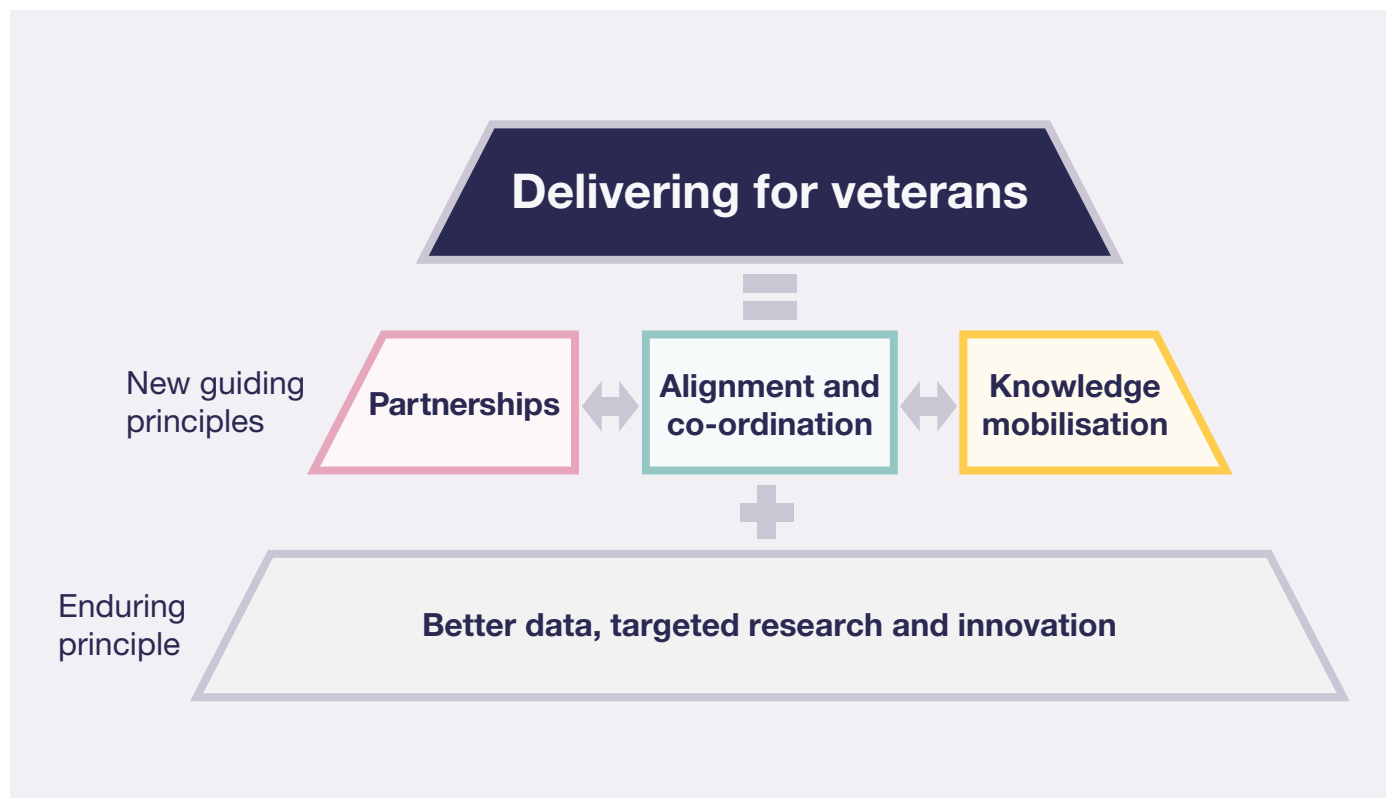 Delivering for veterans
New guiding
principles
Partnerships
Alignment and
co-ordination
Knowledge
mobilisation
Enduring
principle
Better data, targeted research and innovation